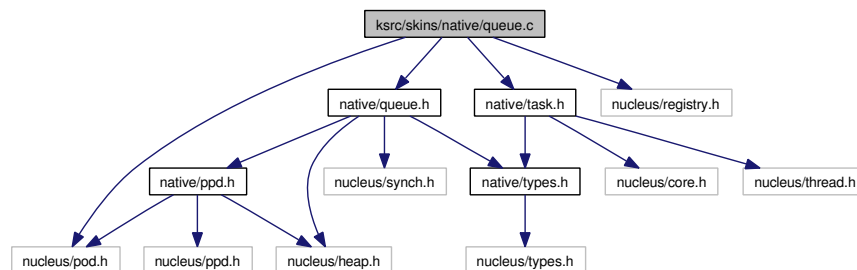 ksrc/skins/native/queue.c
native/queue.h
native/task.h
nucleus/registry.h
native/ppd.h
nucleus/synch.h
native/types.h
nucleus/core.h
nucleus/thread.h
nucleus/pod.h
nucleus/ppd.h
nucleus/heap.h
nucleus/types.h